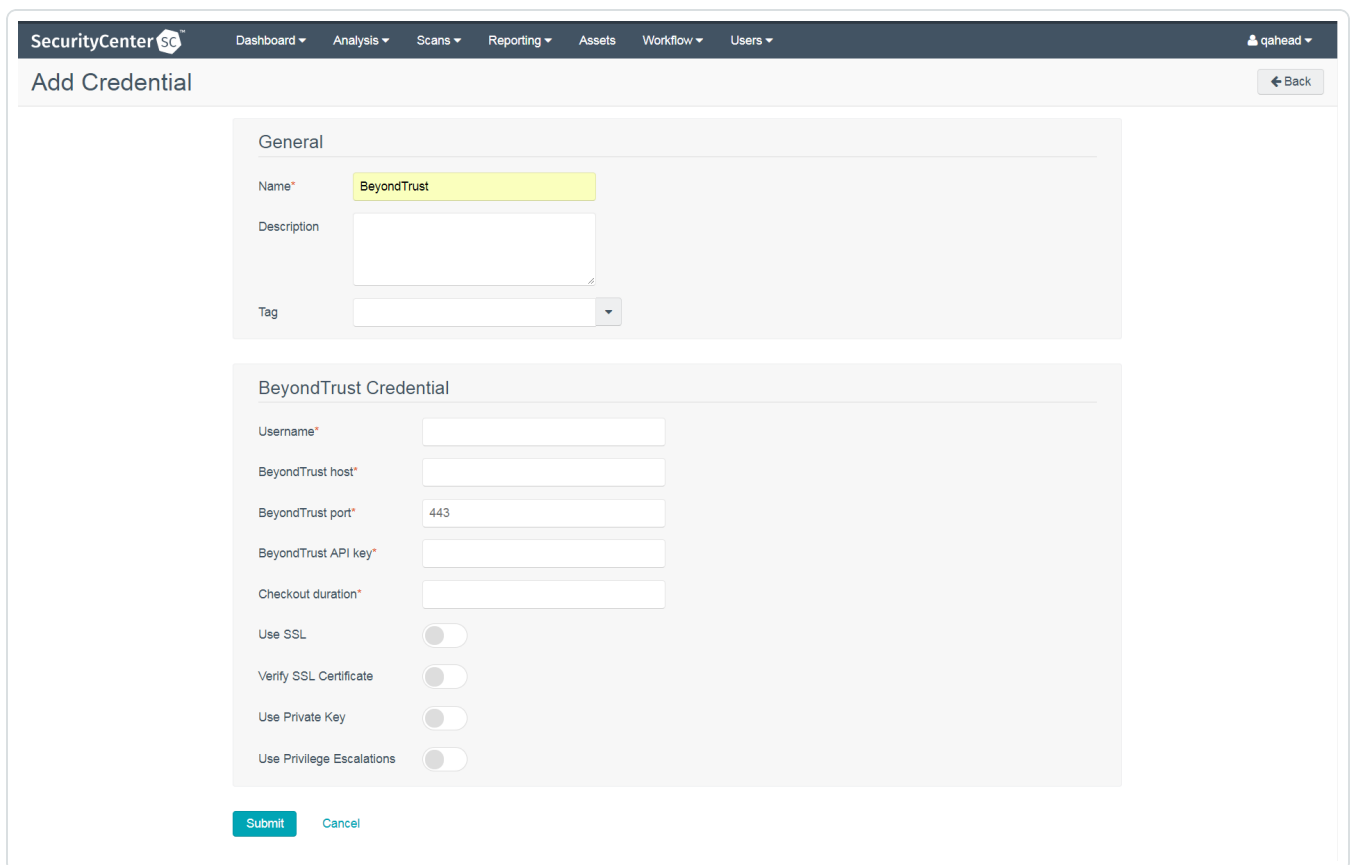 SecurityCenter SC™ Dashboard Analysis Scans Reporting Assets Workflow Users qahead
Add Credential Back
General
Name* BeyondTrust
Description
Tag
BeyondTrust Credential
Username*
BeyondTrust host*
BeyondTrust port* 443
BeyondTrust API key*
Checkout duration*
Use SSL
Verify SSL Certificate
Use Private Key
Use Privilege Escalations
Submit Cancel